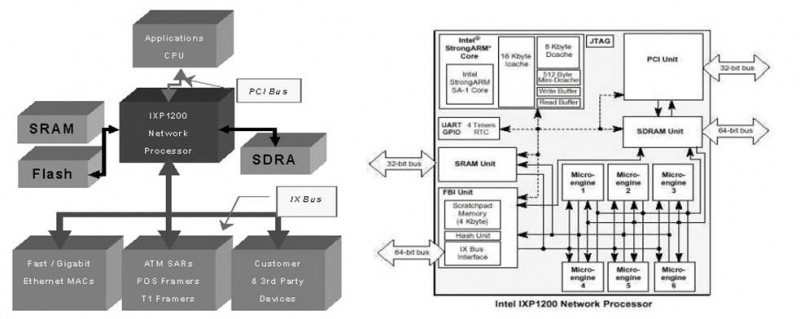 Applications
CPU
PCI Bus
IXP1200
Network
Processor
SRAM
Flash
SDRA
IX Bus
Fast / Gigabit
Ethernet MACs
ATM SARs
POS Framers
T1 Framers
Customer
& 3rd Party
Devices
Intel®
StrongARM*
Core
Intel
StrongARM
SA-1 Core
16 Kbyte
Icache
8 Kbyte
Dcache
512 Byte
Mini-Dcache
Write Buffer
Read Buffer
JTAG
PCI Unit
32-bit bus
UART 4 Timers
GPIO RTC
SDRAM Unit
64-bit bus
SRAM Unit
32-bit bus
FBI Unit
Scratchpad
Memory
(4 Kbyte)
Hash Unit
IX Bus
Interface
64-bit bus
Micro-
engine
1
Micro-
engine
2
Micro-
engine
3
Micro-
engine
4
Micro-
engine
5
Micro-
engine
6
Intel IXP1200 Network Processor